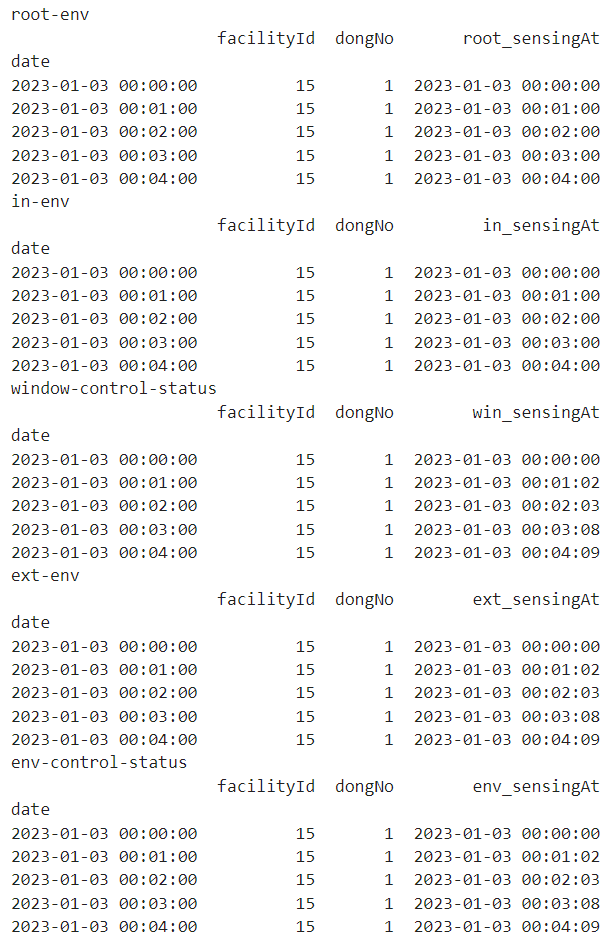 root-env
facilityId dongNo root_sensingAt
date
2023-01-03 00:00:00 15 1 2023-01-03 00:00:00
2023-01-03 00:01:00 15 1 2023-01-03 00:01:00
2023-01-03 00:02:00 15 1 2023-01-03 00:02:00
2023-01-03 00:03:00 15 1 2023-01-03 00:03:00
2023-01-03 00:04:00 15 1 2023-01-03 00:04:00
in-env
facilityId dongNo in_sensingAt
date
2023-01-03 00:00:00 15 1 2023-01-03 00:00:00
2023-01-03 00:01:00 15 1 2023-01-03 00:01:00
2023-01-03 00:02:00 15 1 2023-01-03 00:02:00
2023-01-03 00:03:00 15 1 2023-01-03 00:03:00
2023-01-03 00:04:00 15 1 2023-01-03 00:04:00
window-control-status
facilityId dongNo win_sensingAt
date
2023-01-03 00:00:00 15 1 2023-01-03 00:00:00
2023-01-03 00:01:00 15 1 2023-01-03 00:01:02
2023-01-03 00:02:00 15 1 2023-01-03 00:02:03
2023-01-03 00:03:00 15 1 2023-01-03 00:03:08
2023-01-03 00:04:00 15 1 2023-01-03 00:04:09
ext-env
facilityId dongNo ext_sensingAt
date
2023-01-03 00:00:00 15 1 2023-01-03 00:00:00
2023-01-03 00:01:00 15 1 2023-01-03 00:01:02
2023-01-03 00:02:00 15 1 2023-01-03 00:02:03
2023-01-03 00:03:00 15 1 2023-01-03 00:03:08
2023-01-03 00:04:00 15 1 2023-01-03 00:04:09
env-control-status
facilityId dongNo env_sensingAt
date
2023-01-03 00:00:00 15 1 2023-01-03 00:00:00
2023-01-03 00:01:00 15 1 2023-01-03 00:01:02
2023-01-03 00:02:00 15 1 2023-01-03 00:02:03
2023-01-03 00:03:00 15 1 2023-01-03 00:03:08
2023-01-03 00:04:00 15 1 2023-01-03 00:04:09